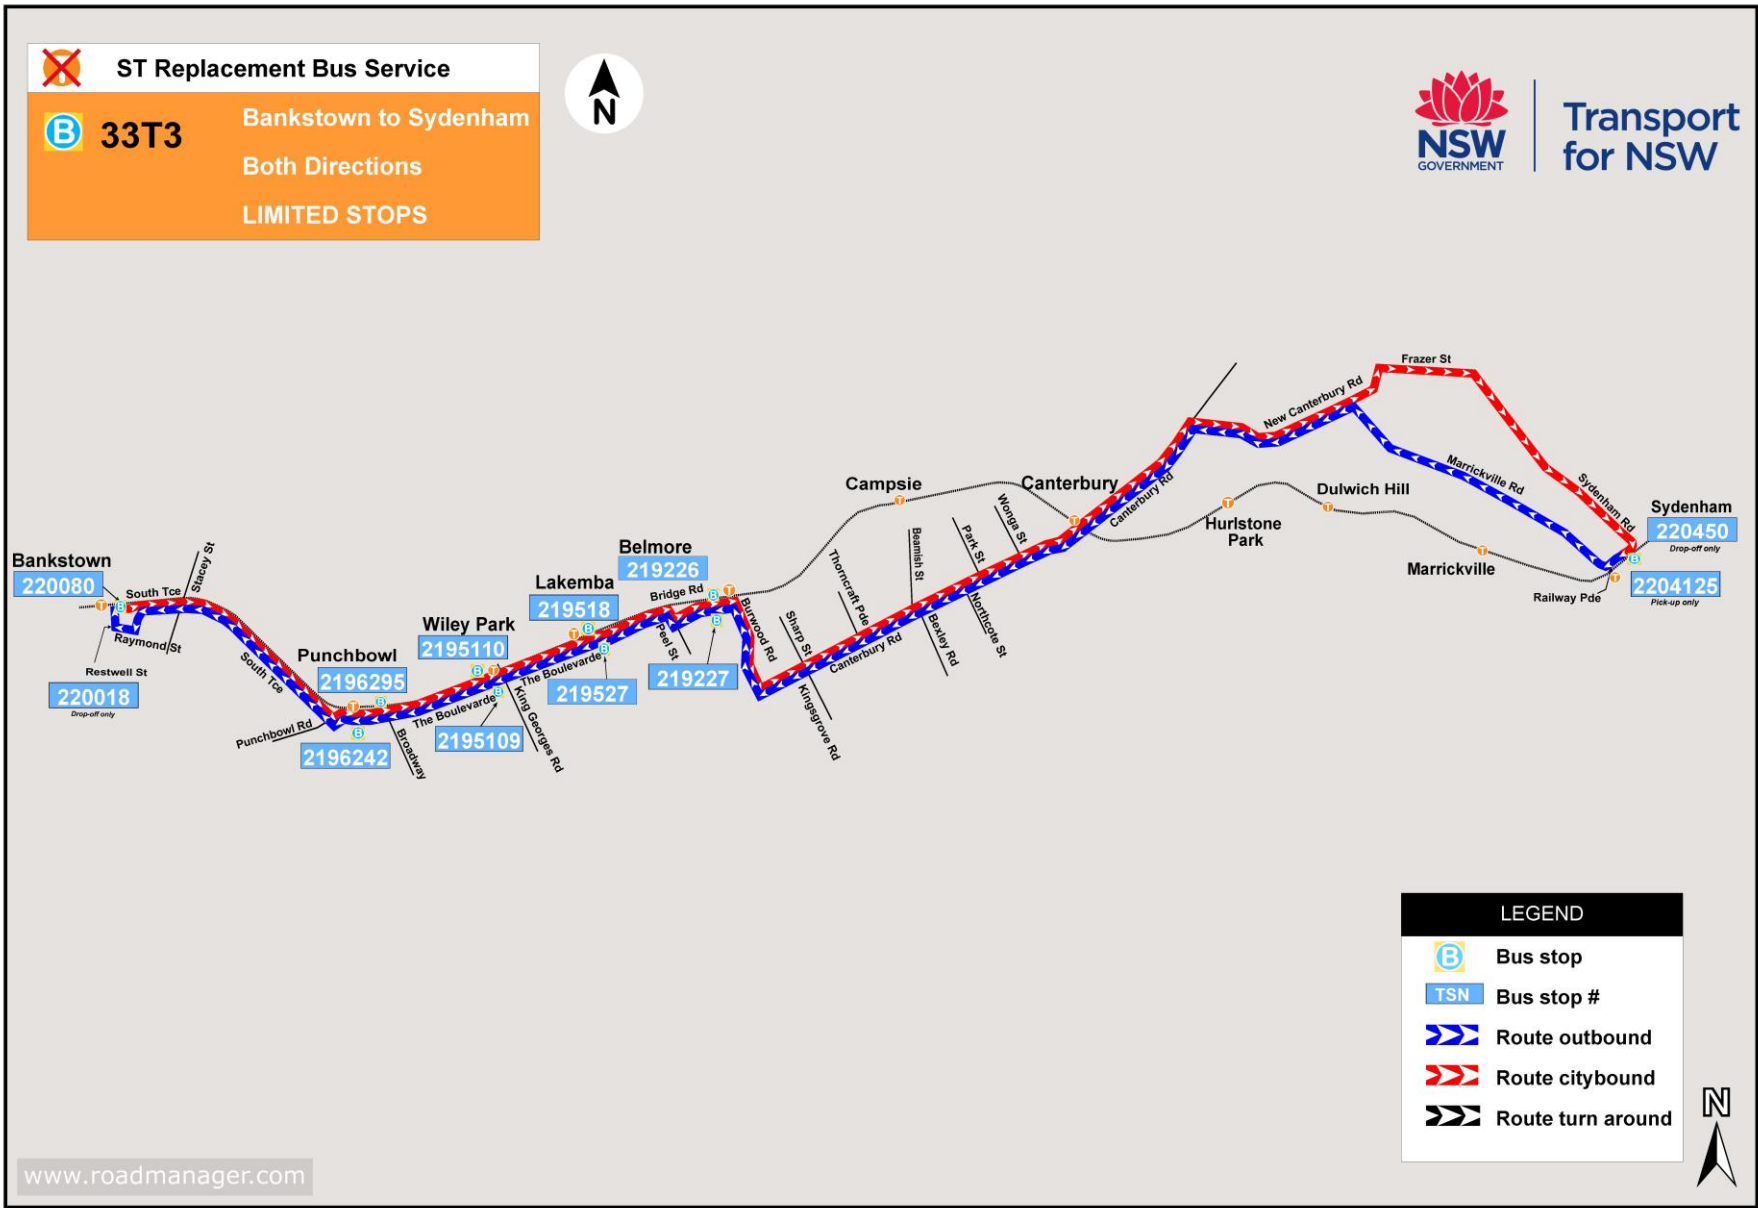 ST Replacement Bus Service
B
33T3
Bankstown to Sydenham
Both Directions
LIMITED STOPS
N
NSW
GOVERNMENT
Transport
for NSW
Frazer St
New Canterbury Rd
Marrickville Rd
Sydenham Rd
Sydenham
220450
Drop-off only
2204125
Pick-up only
Railway Pde
Marrickville
Dulwich Hill
Hurlstone
Park
Canterbury
Canterbury Rd
Campsie
Wonga St
Park St
Beamish St
Thorncraft Pde
Sharp St
Northcote St
Bexley Rd
Canterbury Rd
Kingsgrove Rd
Burwood Rd
Belmore
219226
Bridge Rd
Peel St
219227
Lakemba
219518
The Boulevarde
219527
Wiley Park
2195110
The Boulevarde
2195109
King Georges Rd
Punchbowl
2196295
2196242
Broadway
Punchbowl Rd
South Tce
Bankstown
220080
South Tce
Stacey St
Raymond St
Restwell St
220018
Drop-off only
LEGEND
B Bus stop
TSN Bus stop #
Route outbound
Route citybound
Route turn around
N
www.roadmanager.com